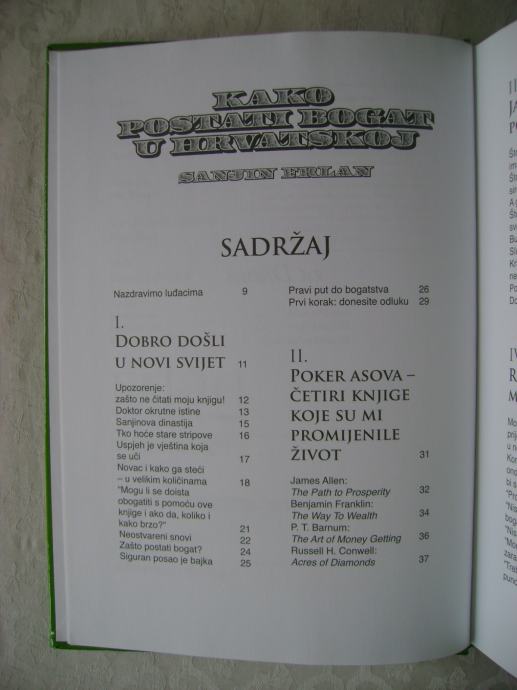 KAKO
POSTATI BOGAT
U HRVATSKOJ
SANJIN FRLAN
SADRŽAJ
Nazdravimo luđacima 9
I.
DOBRO DOŠLI
U NOVI SVIJET 11
Upozorenje:
zašto ne čitati moju knjigu! 12
Doktor okrutne istine 13
Sanjinova dinastija 15
Tko hoće stare stripove 16
Uspjeh je vještina koja
se uči 17
Novac i kako ga steći
– u velikim količinama 18
"Mogu li se doista
obogatiti s pomoću ove
knjige i ako da, koliko i
kako brzo?" 21
Neostvareni snovi 22
Zašto postati bogat? 24
Siguran posao je bajka 25
Pravi put do bogatstva 26
Prvi korak: donesite odluku 29
II.
POKER ASOVA –
ČETIRI KNJIGE
KOJE SU MI
PROMIJENILE
ŽIVOT 31
James Allen:
The Path to Prosperity 32
Benjamin Franklin:
The Way To Wealth 34
P. T. Barnum:
The Art of Money Getting 36
Russell H. Conwell:
Acres of Diamonds 37